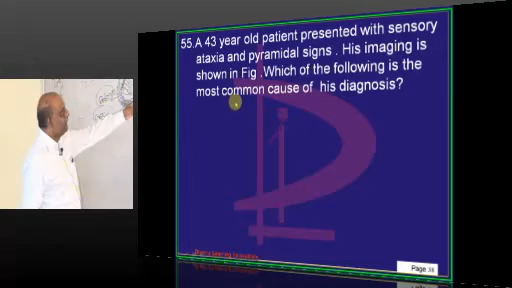 55.A 43 year old patient presented with sensory
ataxia and pyramidal signs . His imaging is
shown in Fig .Which of the following is the
most common cause of his diagnosis?
Page 38